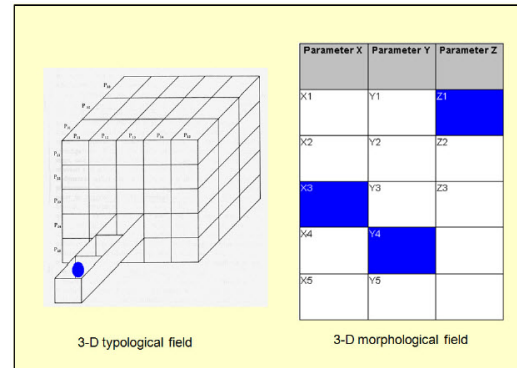 Parameter X Parameter Y Parameter Z
X1 Y1 Z1
X2 Y2 Z2
X3 Y3 Z3
X4 Y4
X5 Y5
3-D typological field
3-D morphological field